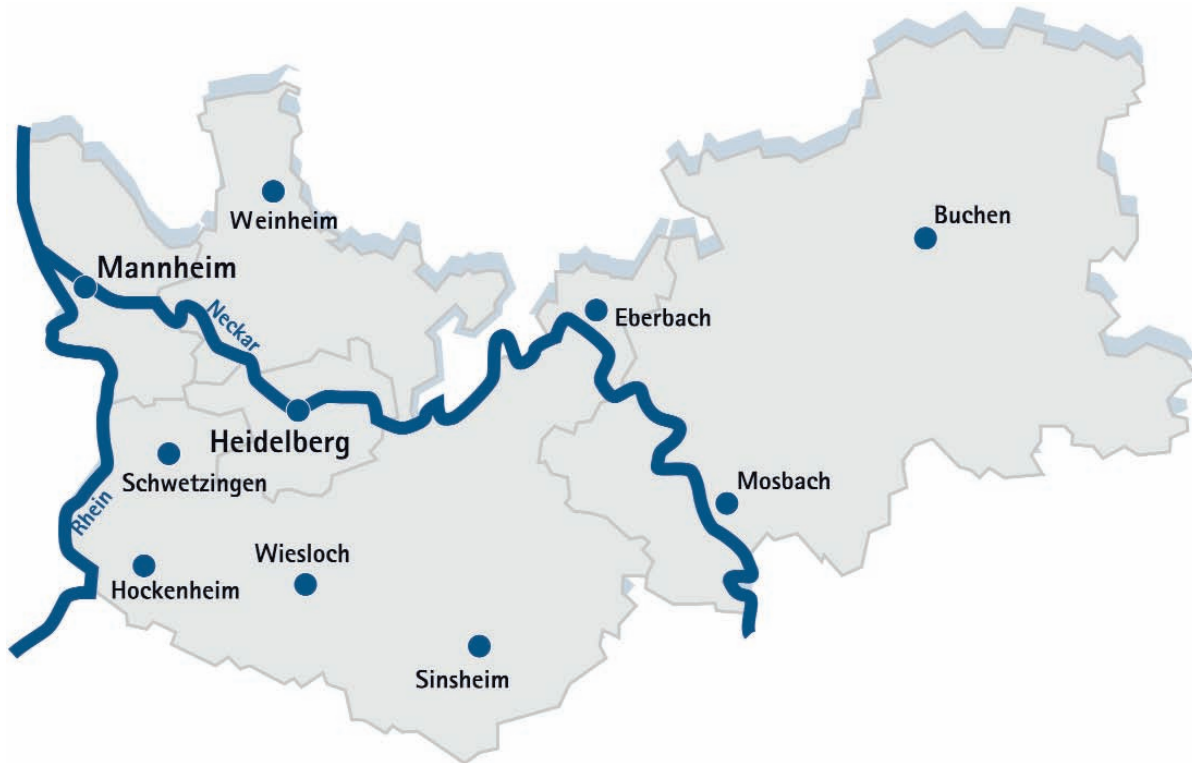 Weinheim
Buchen
Mannheim
Neckar
Eberbach
Heidelberg
Schwetzingen
Mosbach
Rhein
Wiesloch
Hockenheim
Sinsheim